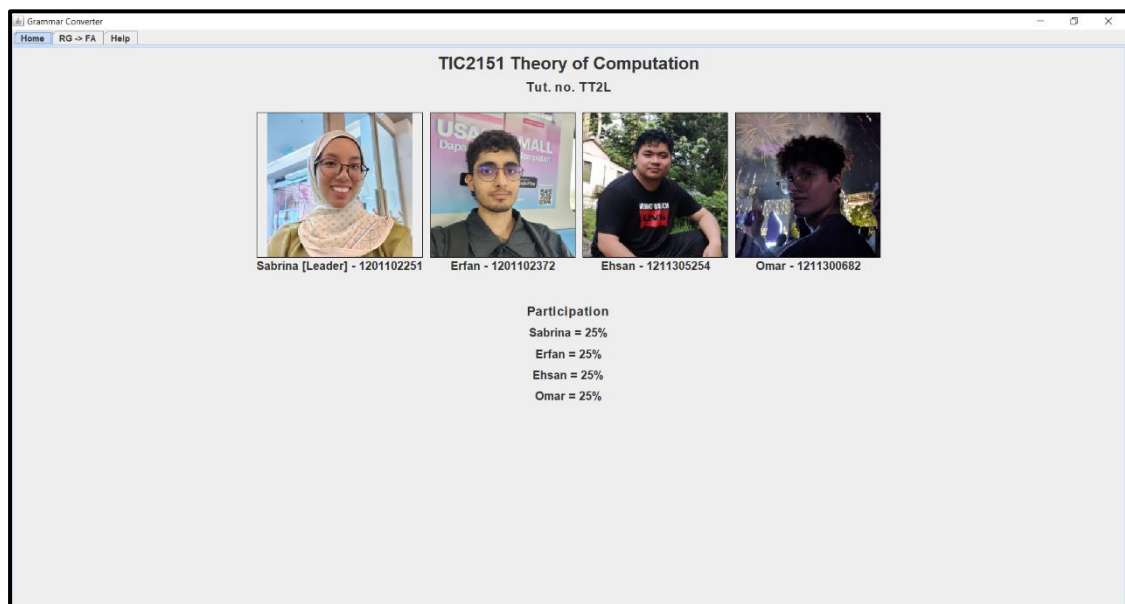 Grammar Converter
Home RG -> FA Help
TIC2151 Theory of Computation
Tut. no. TT2L
MALL
Sabrina [Leader] - 1201102251 Erfan - 1201102372 Ehsan - 1211305254 Omar - 1211300682
Participation
Sabrina = 25%
Erfan = 25%
Ehsan = 25%
Omar = 25%